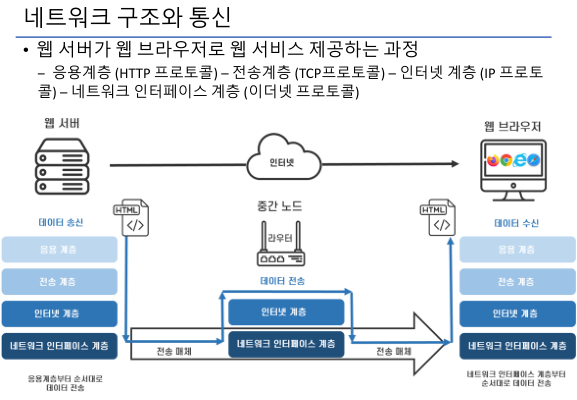 네트워크 구조와 통신
• 웹 서버가 웹 브라우저로 웹 서비스 제공하는 과정
– 응용계층 (HTTP 프로토콜) – 전송계층 (TCP프로토콜) – 인터넷 계층 (IP 프로토
콜) – 네트워크 인터페이스 계층 (이더넷 프로토콜)
웹 서버
웹 브라우저
인터넷
중간 노드
데이터 송신
HTML
</>
라우터
HTML
</>
데이터 수신
응용 계층
데이터 전송
응용 계층
전송 계층
전송 계층
인터넷 계층
인터넷 계층
인터넷 계층
네트워크 인터페이스 계층
전송 매체
네트워크 인터페이스 계층
전송 매체
네트워크 인터페이스 계층
응용계층부터 순서대로
데이터 전송
네트워크 인터페이스 계층부터
순서대로 데이터 전송